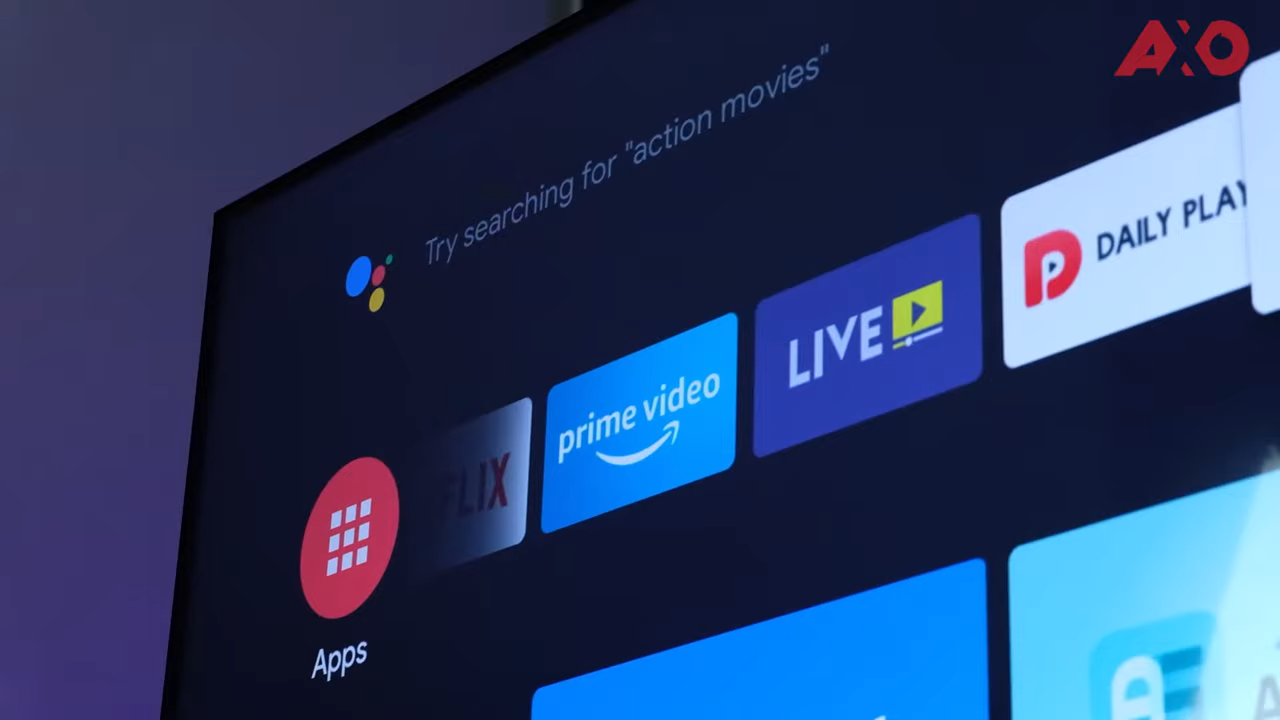 AXO
Try searching for "action movies"
FLIX
prime video
LIVE
DAILY PLAY
Apps